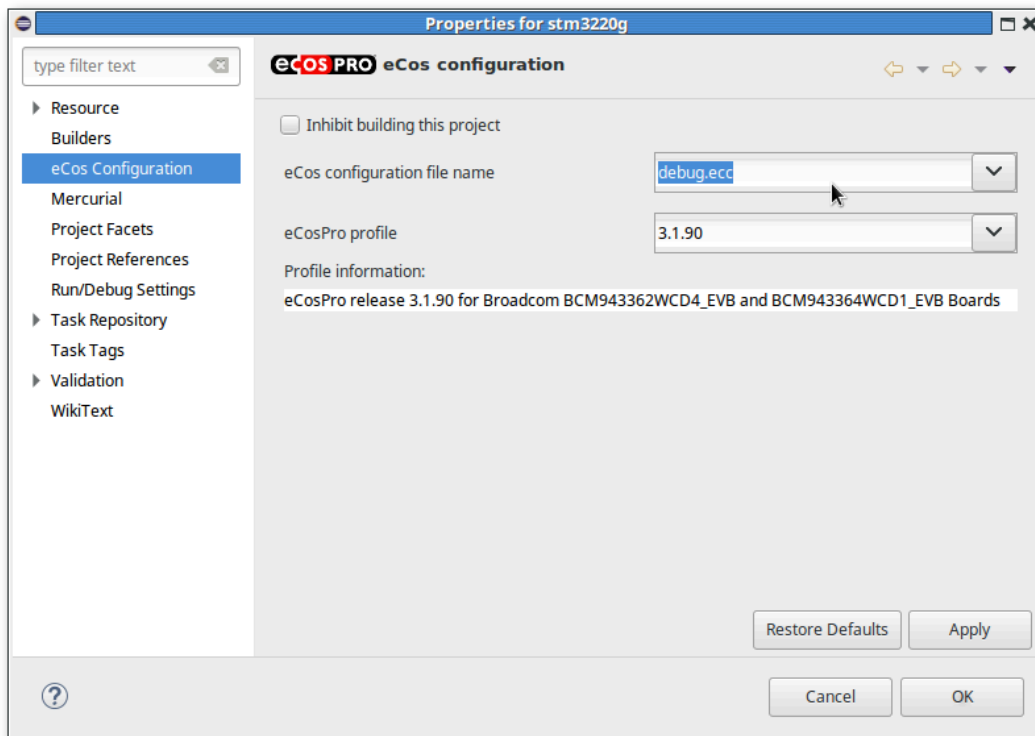 Properties for stm3220g
type filter text
Resource
Builders
eCos Configuration
Mercurial
Project Facets
Project References
Run/Debug Settings
Task Repository
Task Tags
Validation
WikiText
eCosPRO eCos configuration
Inhibit building this project
eCos configuration file name debug.ecc
eCosPro profile 3.1.90
Profile information:
eCosPro release 3.1.90 for Broadcom BCM943362WCD4_EVB and BCM943364WCD1_EVB Boards
Restore Defaults Apply
? Cancel OK